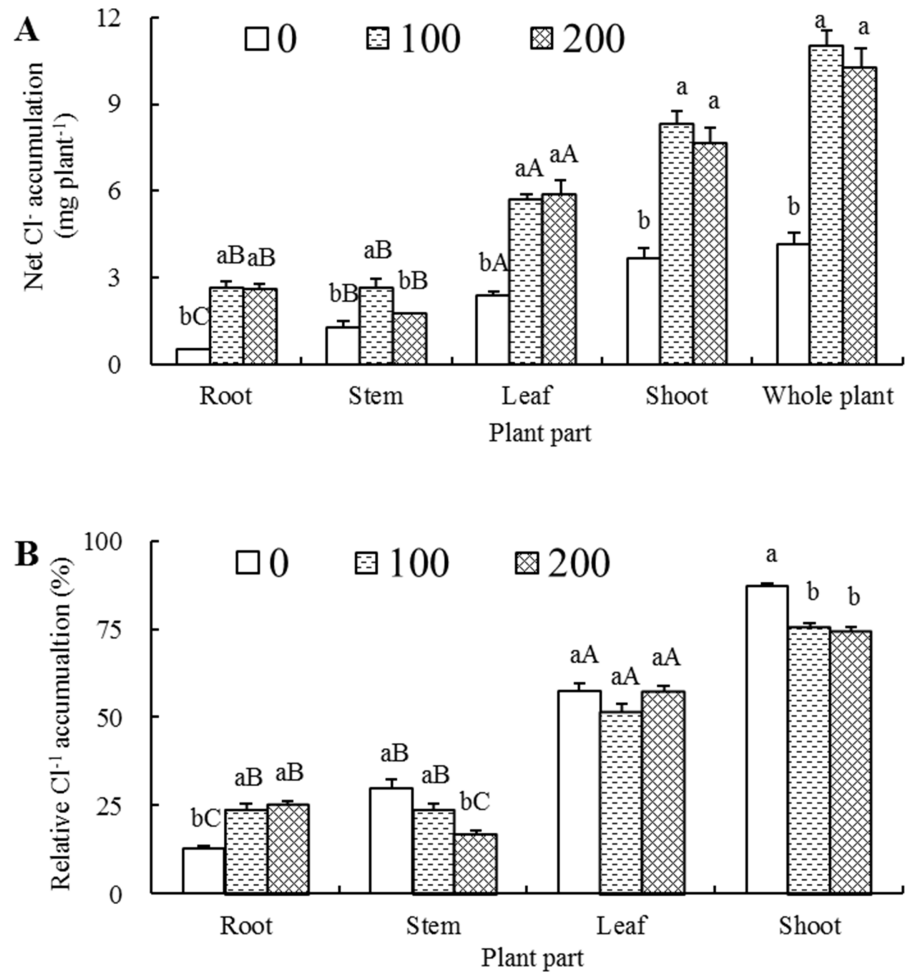 A
12
9
6
3
0
Net Cl- accumulation
(mg plant-1)
0 100 200
bC aB aB bB aB bB bA aA aA b a a b a a
Root Stem Leaf Shoot Whole plant
Plant part
B
100
75
50
25
0
Relative Cl-1 accumualtion (%)
0 100 200
bC aB aB aB aB bC aA aA aA a b b
Root Stem Leaf Shoot
Plant part